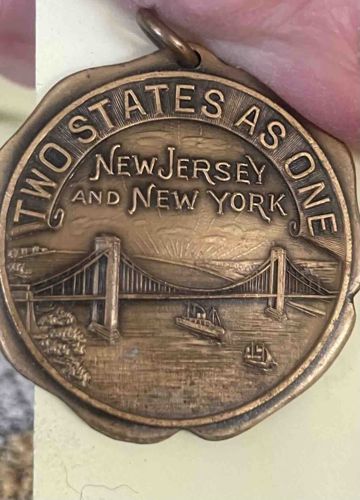 TWO STATES AS ONE
NEW JERSEY
AND NEW YORK